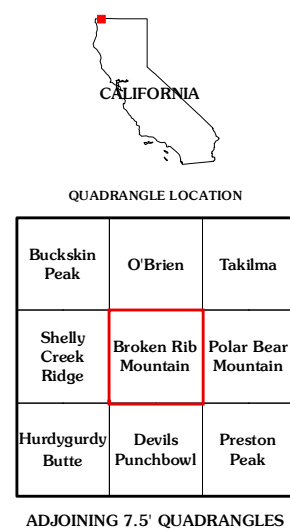 CALIFORNIA
QUADRANGLE LOCATION
Buckskin
Peak
O'Brien
Takilma
Shelly
Creek
Ridge
Broken Rib
Mountain
Polar Bear
Mountain
Hurdygurdy
Butte
Devils
Punchbowl
Preston
Peak
ADJOINING 7.5' QUADRANGLES